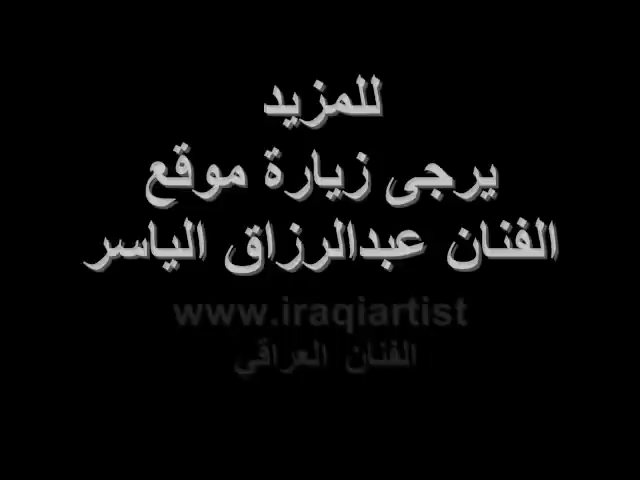 للمزيد
يرجى زيارة موقع
الفنان عبدالرزاق الياسر
www.iraqiartist
الفنان العراقي